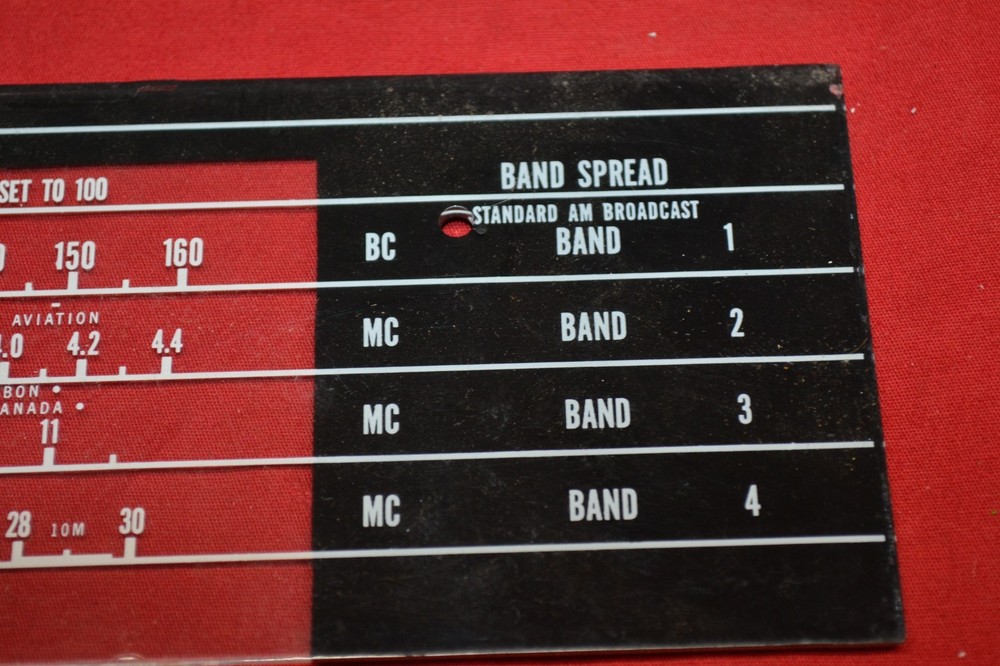 BAND SPREAD
SET TO 100
STANDARD AM BROADCAST
150 160 BC BAND 1
AVIATION
4.2 4.4 MC BAND 2
11 MC BAND 3
28 10M 30 MC BAND 4